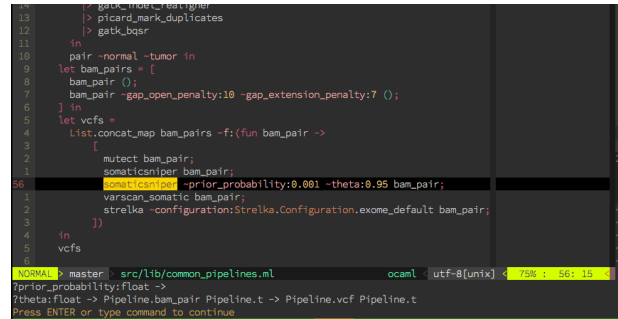 14 |> gatk_indel_realigner
13 |> picard_mark_duplicates
12 |> gatk_bqsr
11 in
10 pair ~normal ~tumor in
9 let bam_pairs = [
8 bam_pair ();
7 bam_pair ~gap_open_penalty:10 ~gap_extension_penalty:7 ();
6 ] in
5 let vcfs =
4 List.concat_map bam_pairs ~f:(fun bam_pair ->
3 [
2 mutect bam_pair;
1 somaticsniper bam_pair;
56 somaticsniper ~prior_probability:0.001 ~theta:0.95 bam_pair;
1 varscan_somatic bam_pair;
2 strelka ~configuration:Strelka.Configuration.exome_default bam_pair;
3 ])
4 in
5 vcfs
6
NORMAL > master > src/lib/common_pipelines.ml ocaml < utf-8[unix] < 75% : 56: 15 <
?prior_probability:float ->
?theta:float -> Pipeline.bam_pair Pipeline.t -> Pipeline.vcf Pipeline.t
Press ENTER or type command to continue